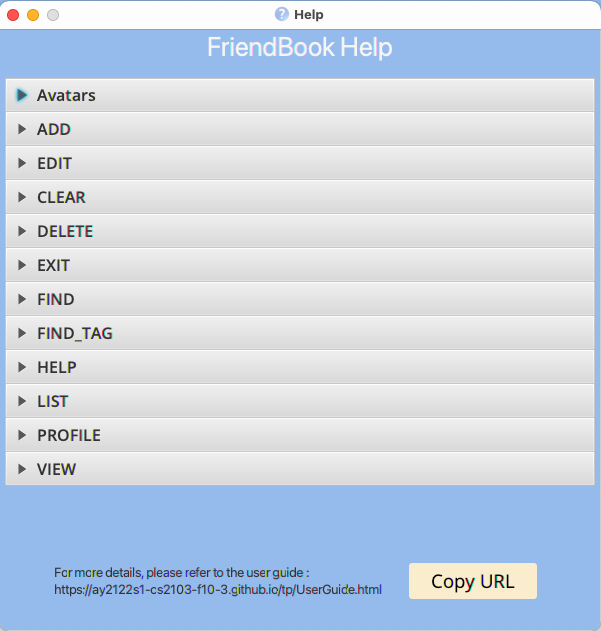 Help
FriendBook Help
Avatars
ADD
EDIT
CLEAR
DELETE
EXIT
FIND
FIND_TAG
HELP
LIST
PROFILE
VIEW
For more details, please refer to the user guide :
https://ay2122s1-cs2103-f10-3.github.io/tp/UserGuide.html
Copy URL